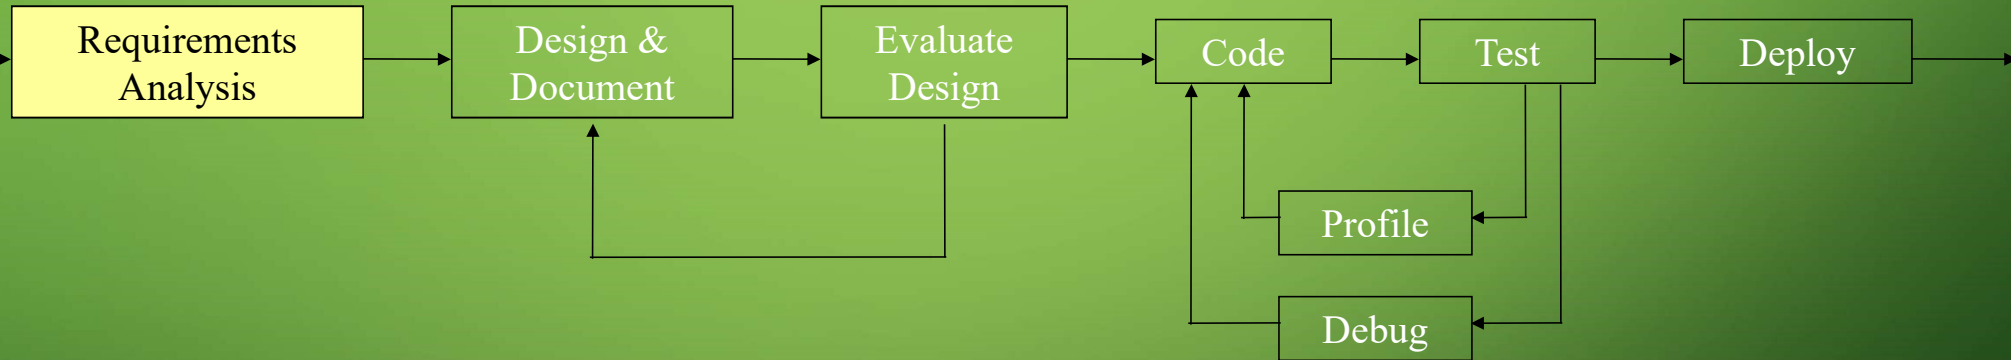 Requirements
Analysis
Design &
Document
Evaluate
Design
Code
Test
Deploy
Profile
Debug